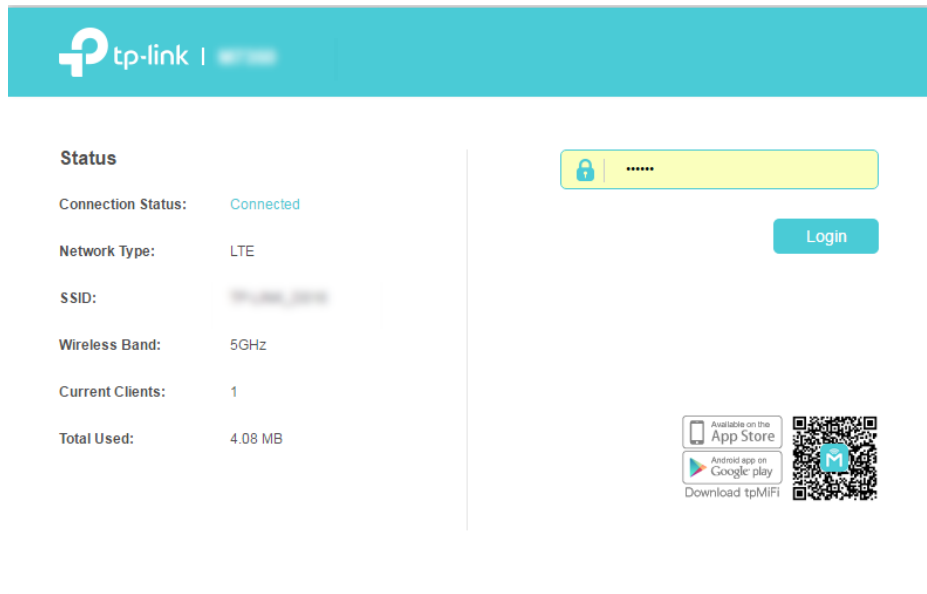 tp-link |
Status
Connection Status: Connected
Network Type: LTE
SSID:
Wireless Band: 5GHz
Current Clients: 1
Total Used: 4.08 MB
••••••
Login
Available on the
App Store
Android app on
Google play
Download tpMiFi
M